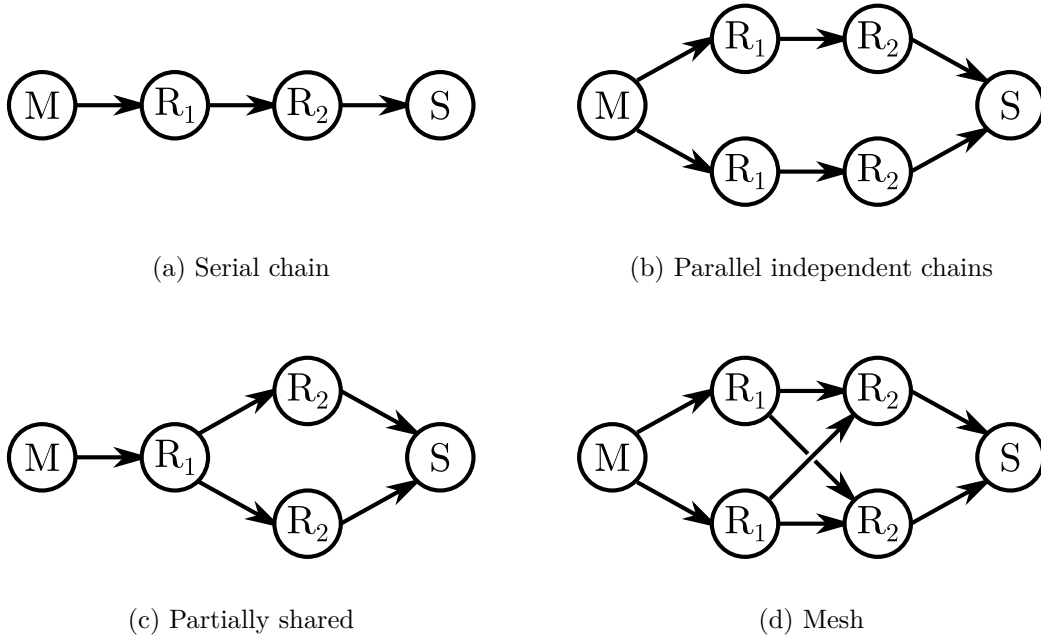 M R₁ R₂ S
(a) Serial chain
R₁ R₂
M S
R₁ R₂
(b) Parallel independent chains
R₂
M R₁ S
R₂
(c) Partially shared
R₁ R₂
M S
R₁ R₂
(d) Mesh